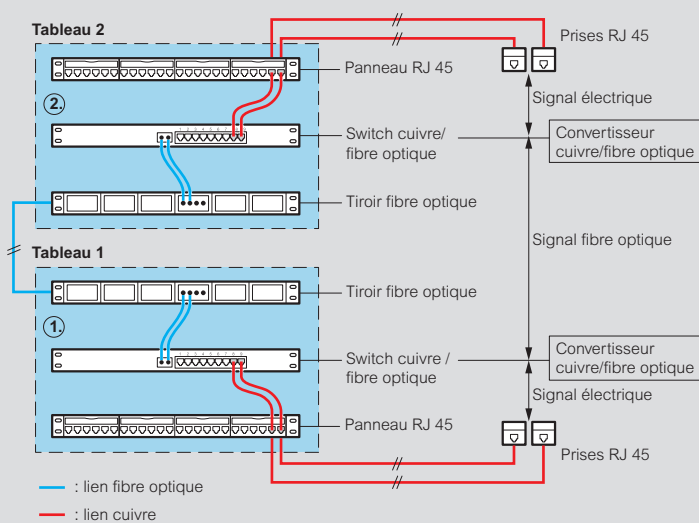 Tableau 2
Prises RJ 45
Panneau RJ 45
2.
Signal électrique
Switch cuivre/
fibre optique
Convertisseur
cuivre/fibre optique
Tiroir fibre optique
Signal fibre optique
Tableau 1
Tiroir fibre optique
1.
Switch cuivre /
fibre optique
Convertisseur
cuivre/fibre optique
Signal électrique
Panneau RJ 45
Prises RJ 45
: lien fibre optique
: lien cuivre